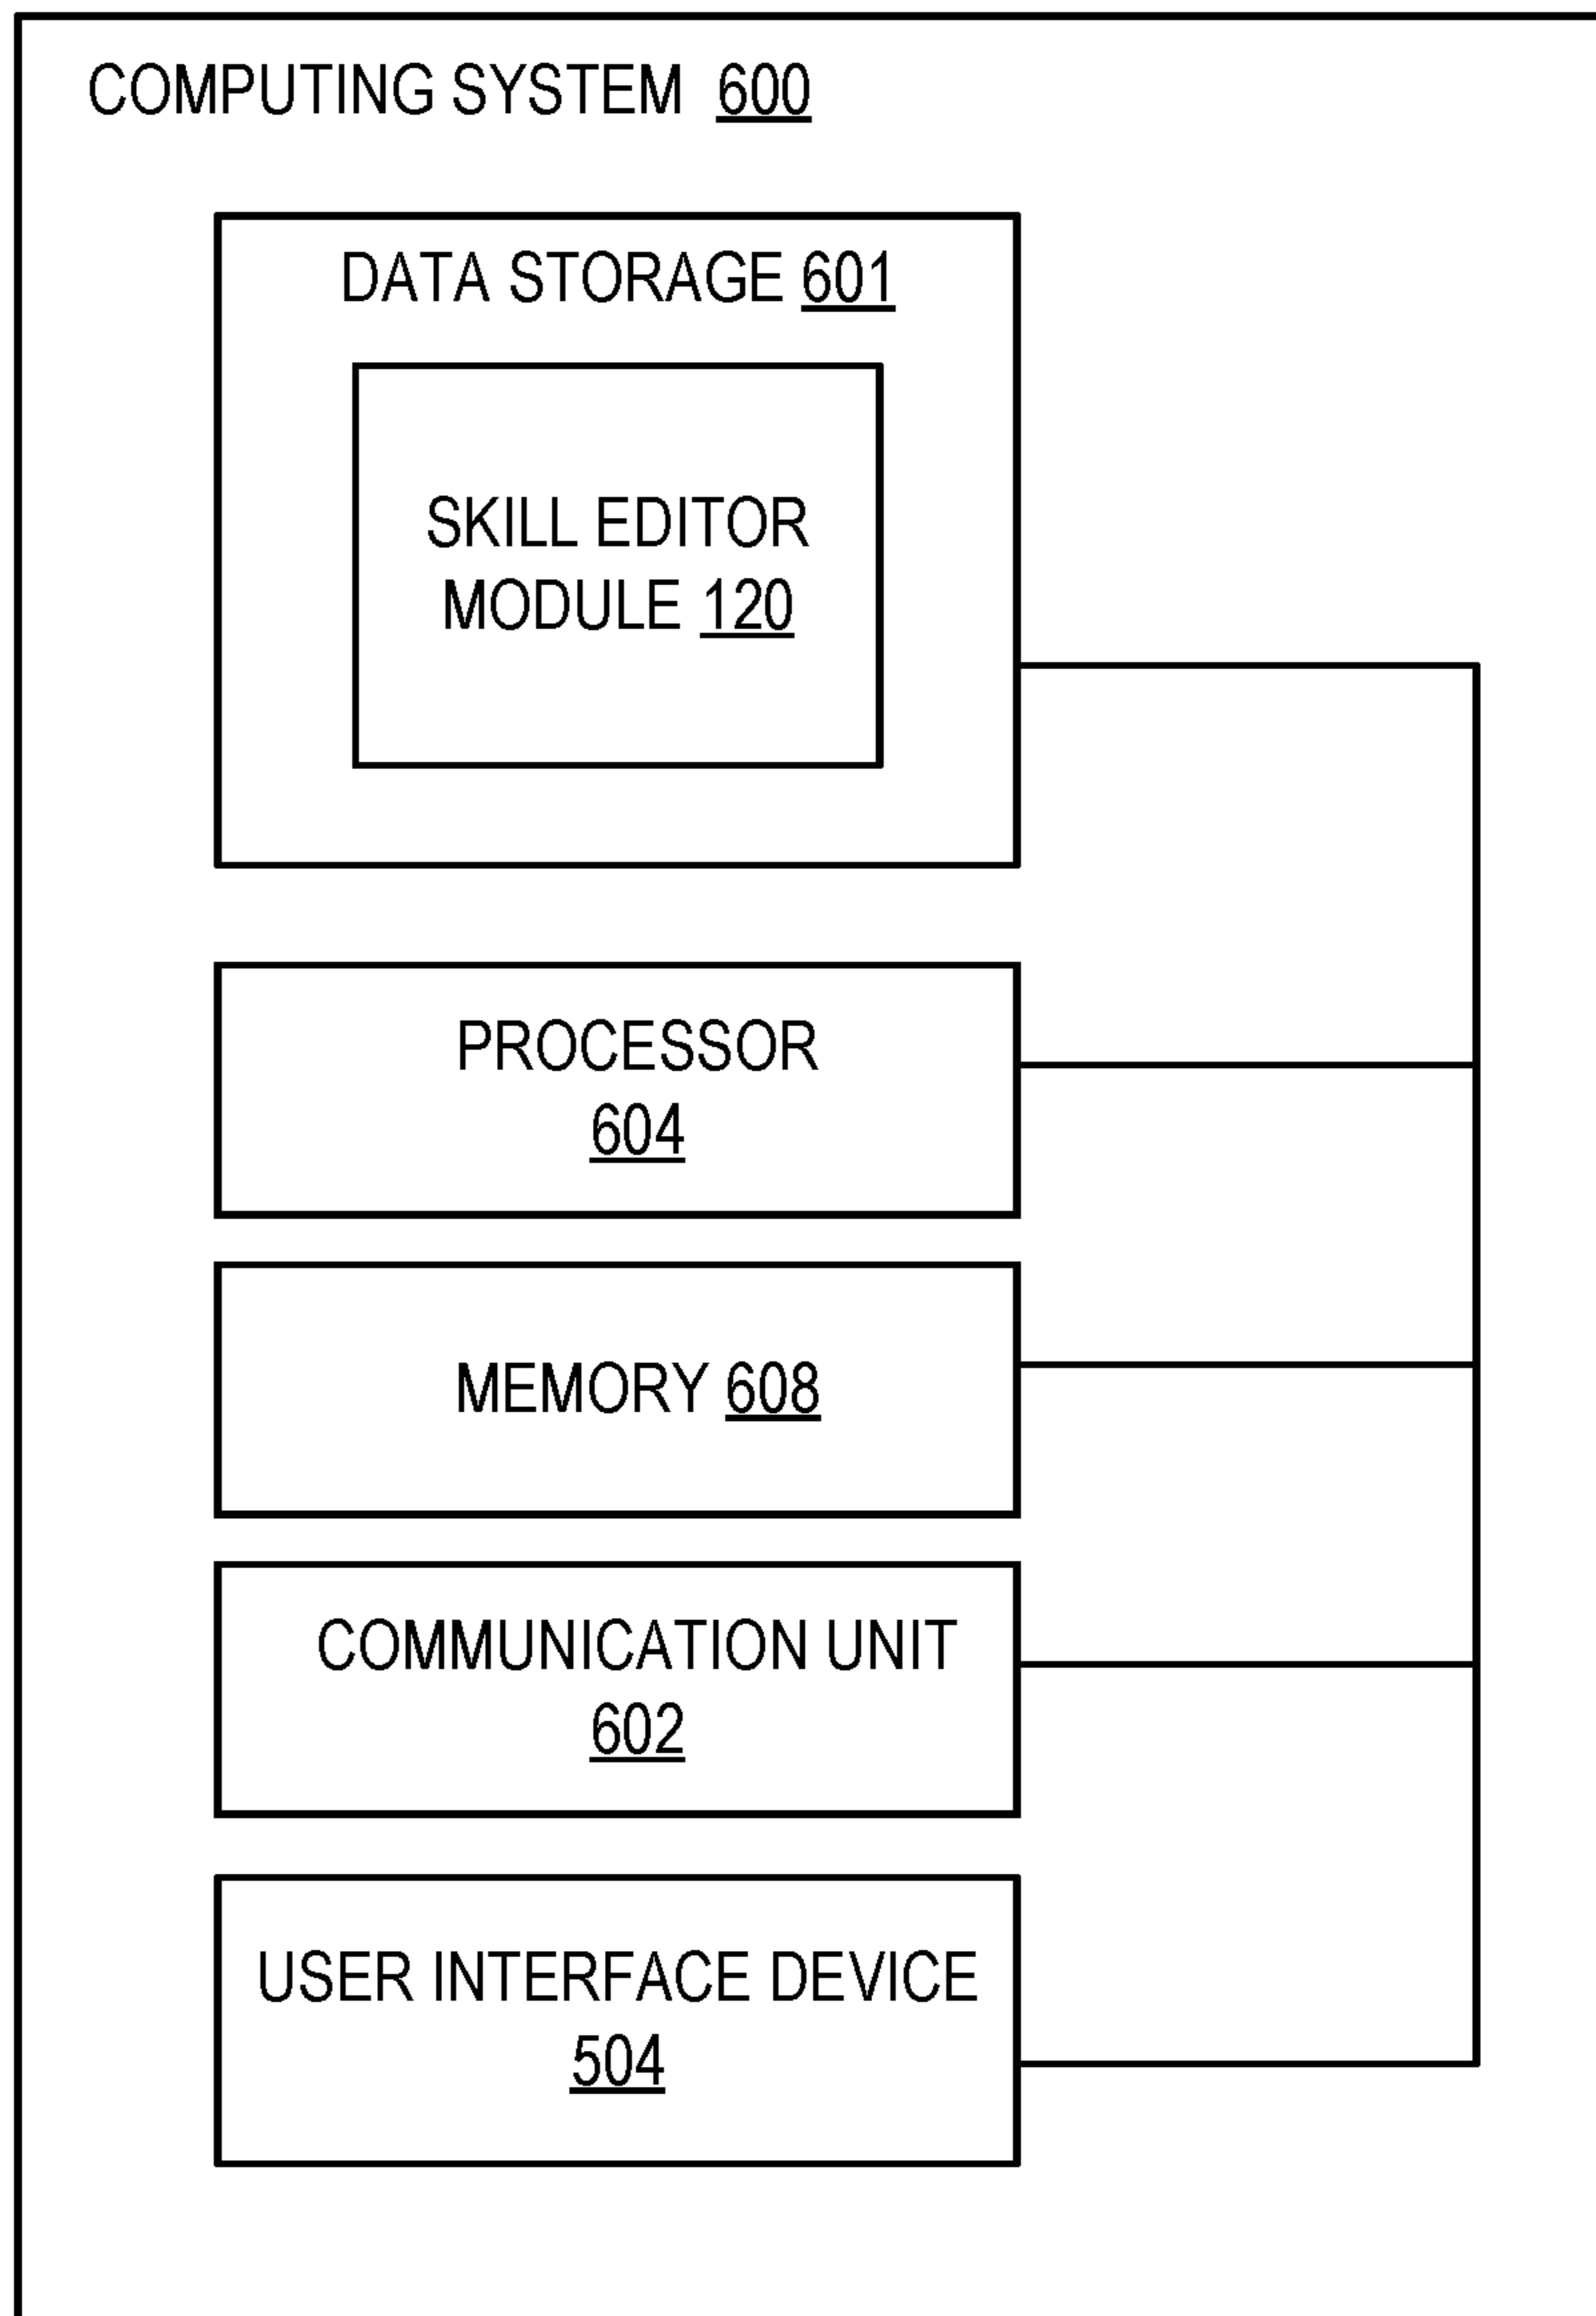 COMPUTING SYSTEM 600
DATA STORAGE 601
SKILL EDITOR
MODULE 120
PROCESSOR
604
MEMORY 608
COMMUNICATION UNIT
602
USER INTERFACE DEVICE
504